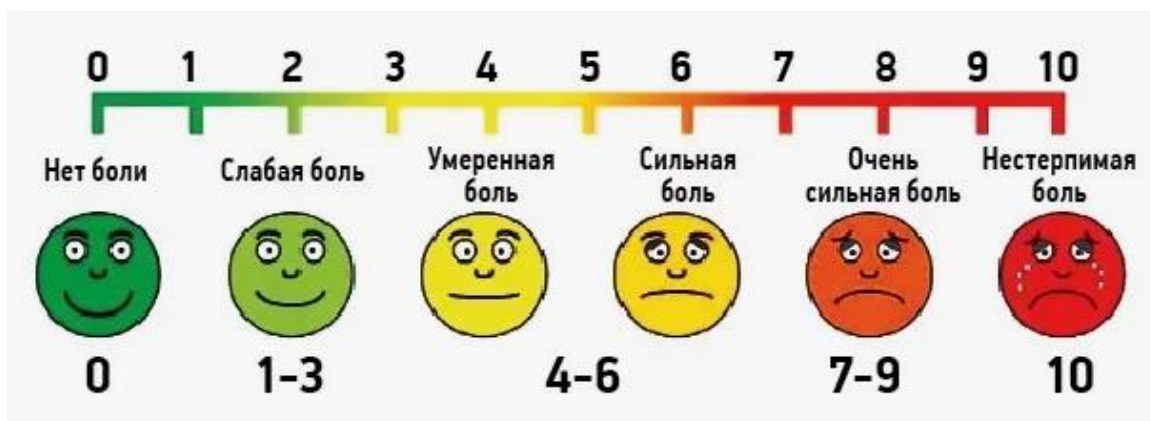 0 1 2 3 4 5 6 7 8 9 10
Нет боли
Слабая боль
Умеренная
боль
Сильная
боль
Очень
сильная боль
Нестерпимая
боль
0 1-3 4-6 7-9 10